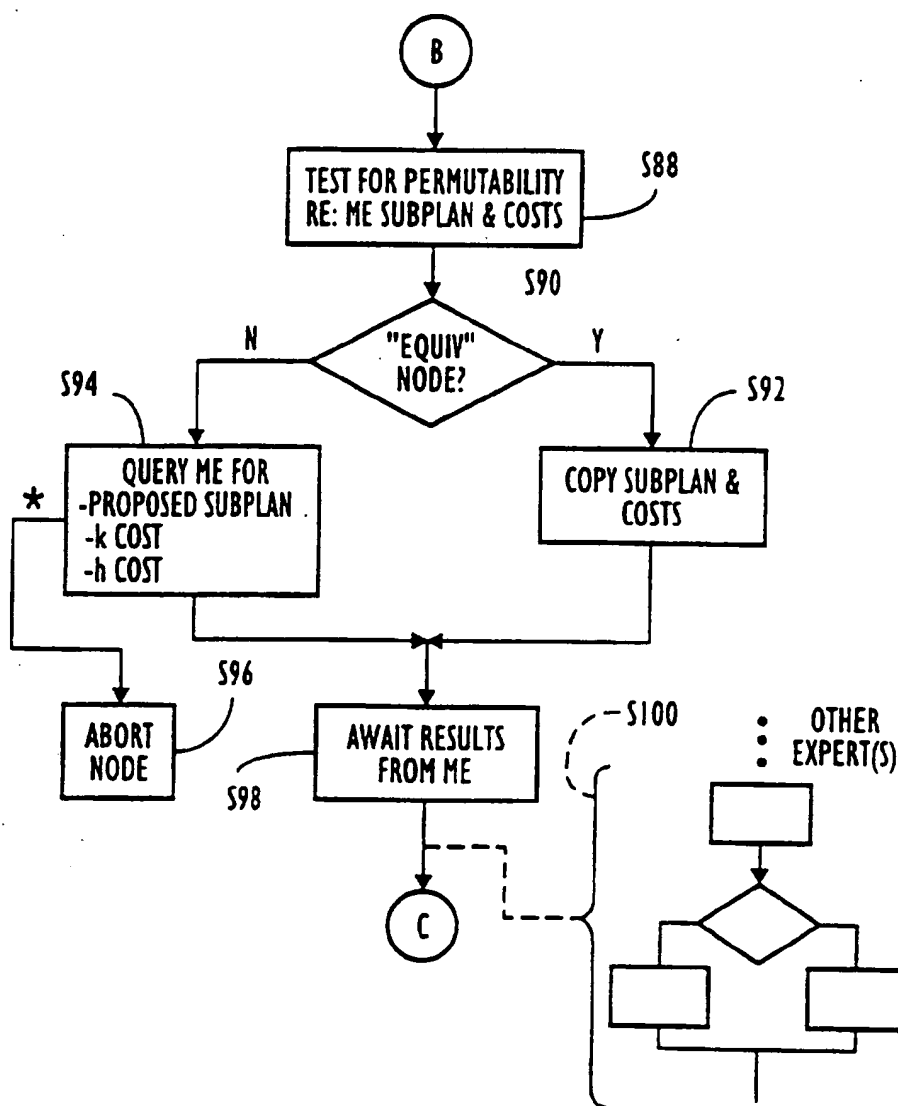 B
TEST FOR PERMUTABILITY
RE: ME SUBPLAN & COSTS
S88
S90
"EQUIV"
NODE?
N
Y
S94
S92
QUERY ME FOR
-PROPOSED SUBPLAN
-k COST
-h COST
*
COPY SUBPLAN &
COSTS
S96
ABORT
NODE
AWAIT RESULTS
FROM ME
S98
S100
OTHER
EXPERT(S)
C